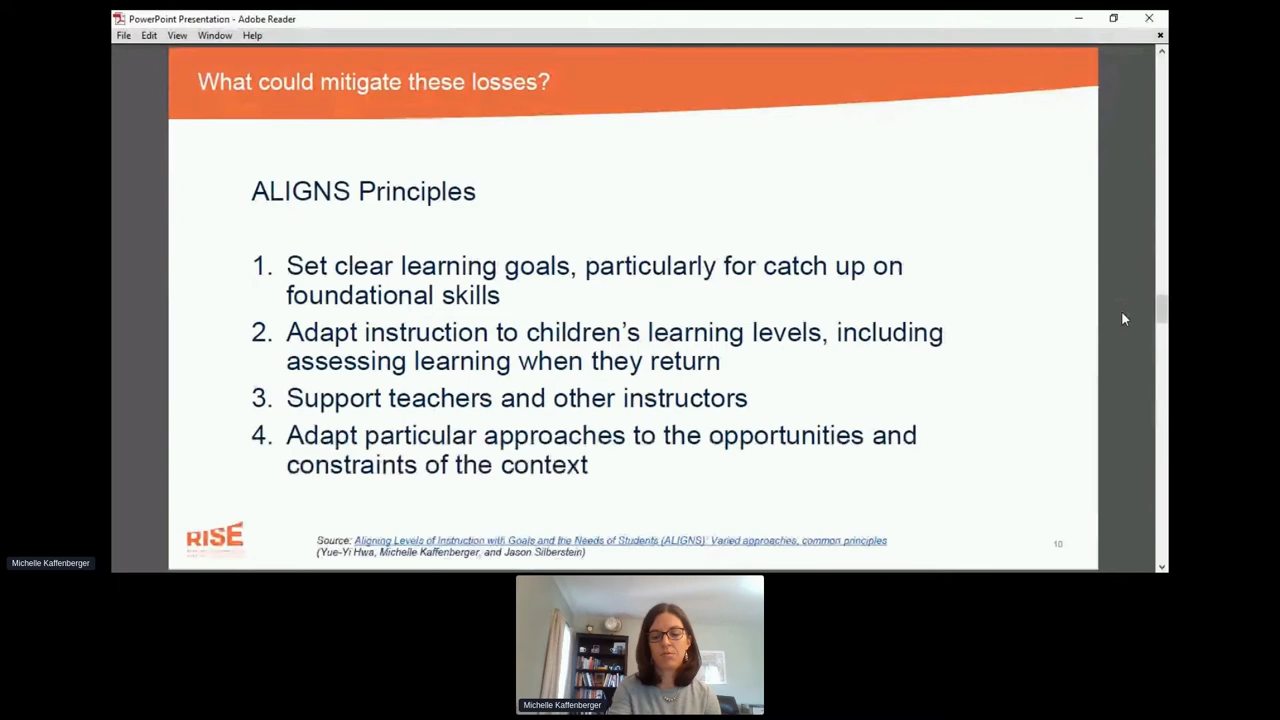 PowerPoint Presentation - Adobe Reader
File Edit View Window Help
What could mitigate these losses?
ALIGNS Principles
1. Set clear learning goals, particularly for catch up on
foundational skills
2. Adapt instruction to children's learning levels, including
assessing learning when they return
3. Support teachers and other instructors
4. Adapt particular approaches to the opportunities and
constraints of the context
RISE
Source: Aligning Levels of Instruction with Goals and the Needs of Students (ALIGNS): Varied approaches, common principles
(Yue-Yi Hwa, Michelle Kaffenberger, and Jason Silberstein)
10
Michelle Kaffenberger
Michelle Kaffenberger